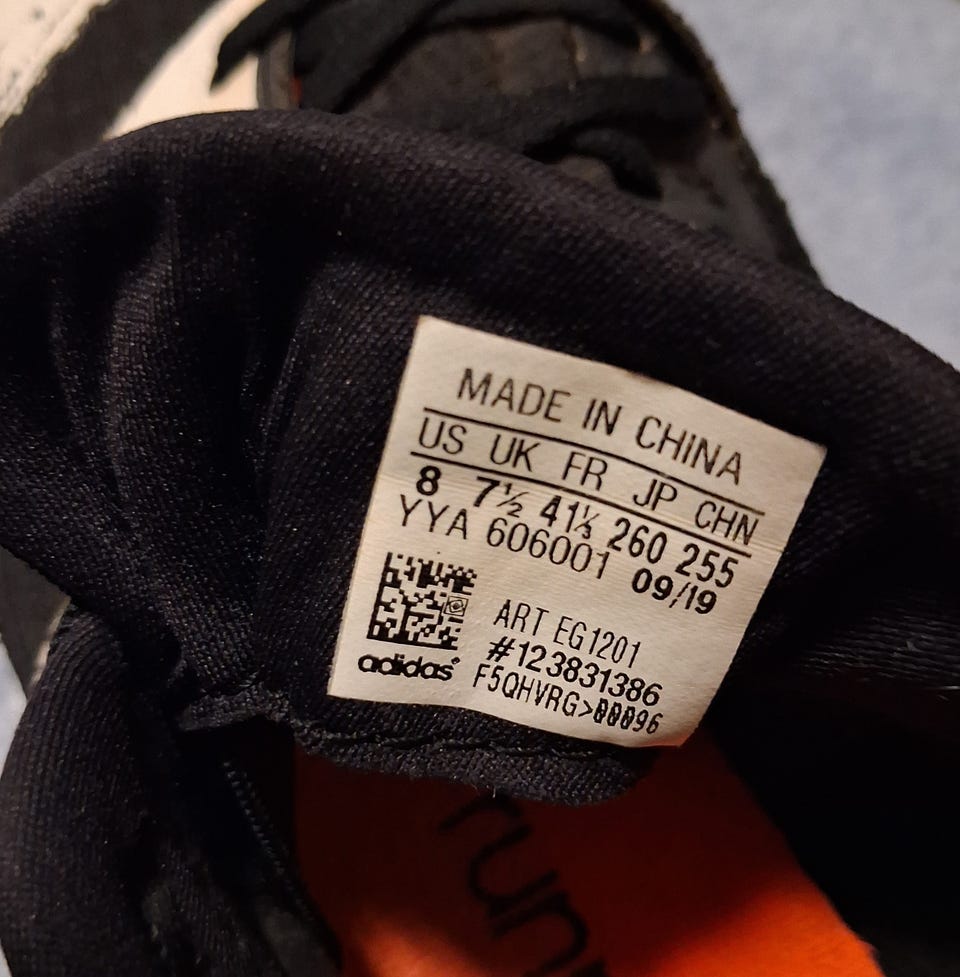 MADE IN CHINA
US UK FR JP CHN
8 7½ 41⅓ 260 255
YYA 606001 09/19
ART EG1201
#123831386
adidas® F5QHVRG>00096
run